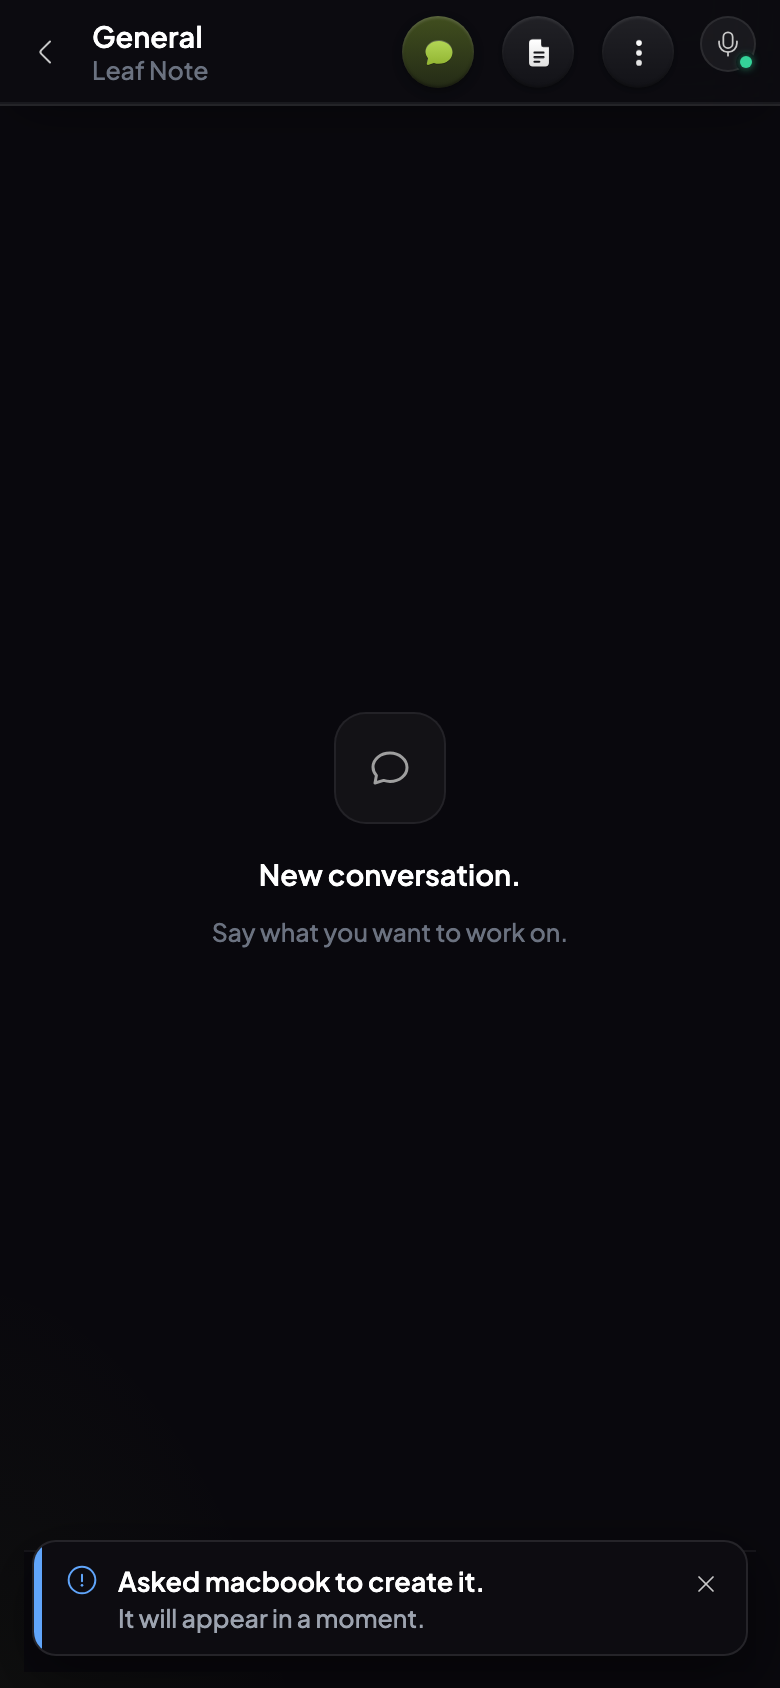 General
Leaf Note
New conversation.
Say what you want to work on.
Asked macbook to create it.
It will appear in a moment.